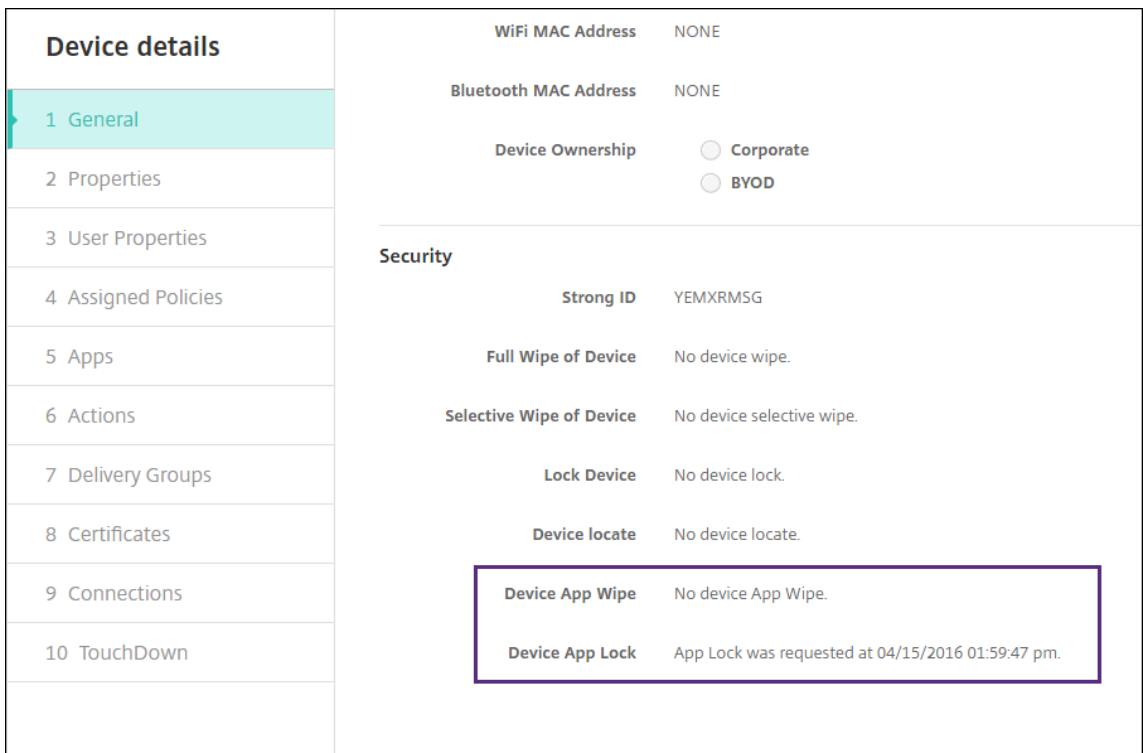 Device details
1 General
2 Properties
3 User Properties
4 Assigned Policies
5 Apps
6 Actions
7 Delivery Groups
8 Certificates
9 Connections
10 TouchDown
WiFi MAC Address NONE
Bluetooth MAC Address NONE
Device Ownership Corporate
BYOD
Security
Strong ID YEMXRMSG
Full Wipe of Device No device wipe.
Selective Wipe of Device No device selective wipe.
Lock Device No device lock.
Device locate No device locate.
Device App Wipe No device App Wipe.
Device App Lock App Lock was requested at 04/15/2016 01:59:47 pm.